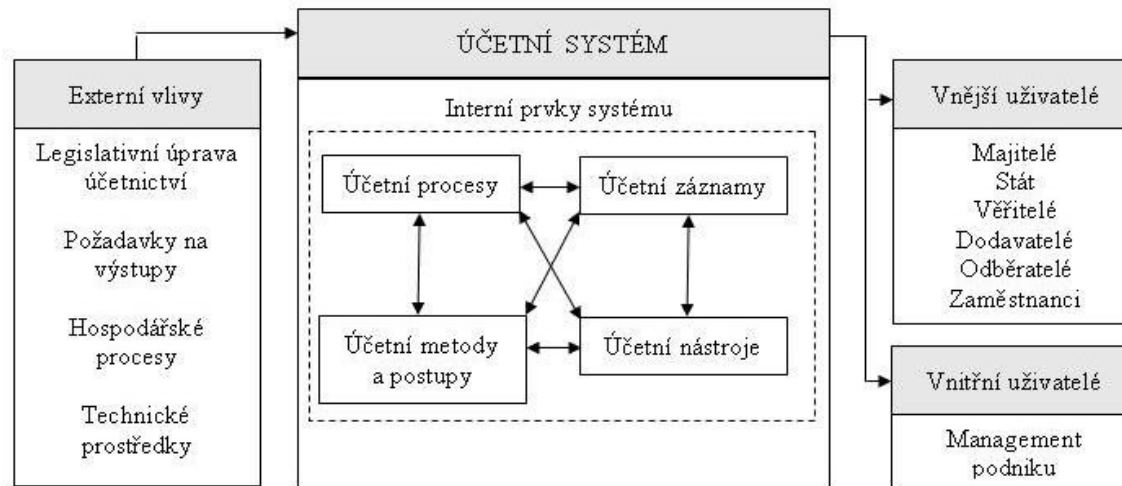 ÚČETNÍ SYSTÉM
Externí vlivy
Legislativní úprava
účetnictví
Požadavky na
výstupy
Hospodářské
procesy
Technické
prostředky
Interní prvky systému
Účetní procesy
Účetní záznamy
Účetní metody
a postupy
Účetní nástroje
Vnější uživatelé
Majitelé
Stát
Věřitelé
Dodavatelé
Odběratelé
Zaměstnanci
Vnitřní uživatelé
Management
podniku